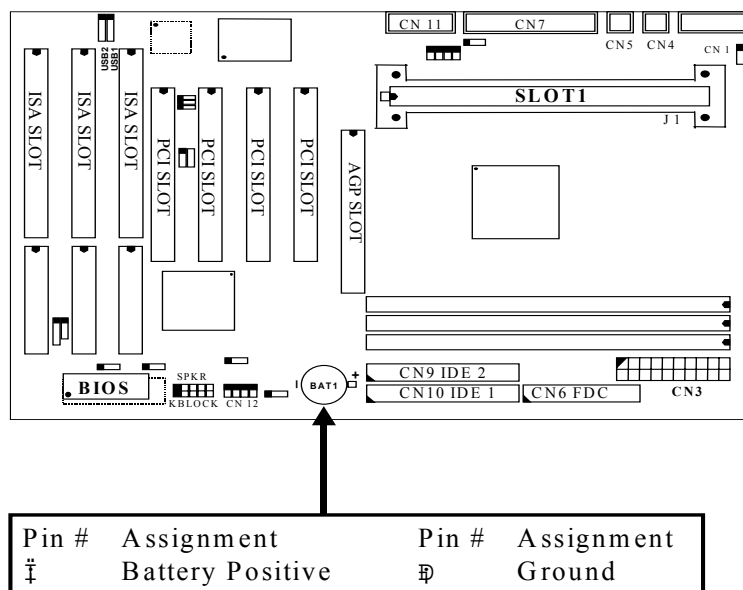 CN 11
CN7
CN5
CN4
CN 1
USB2
USB1
ISA SLOT
ISA SLOT
ISA SLOT
PCI SLOT
PCI SLOT
PCI SLOT
PCI SLOT
AGP SLOT
SLOT1
J 1
BIOS
SPKR
KBLOCK
CN 12
BAT1
+
CN9 IDE 2
CN10 IDE 1
CN6 FDC
CN3
Pin # Assignment Pin # Assignment
Battery Positive Ground